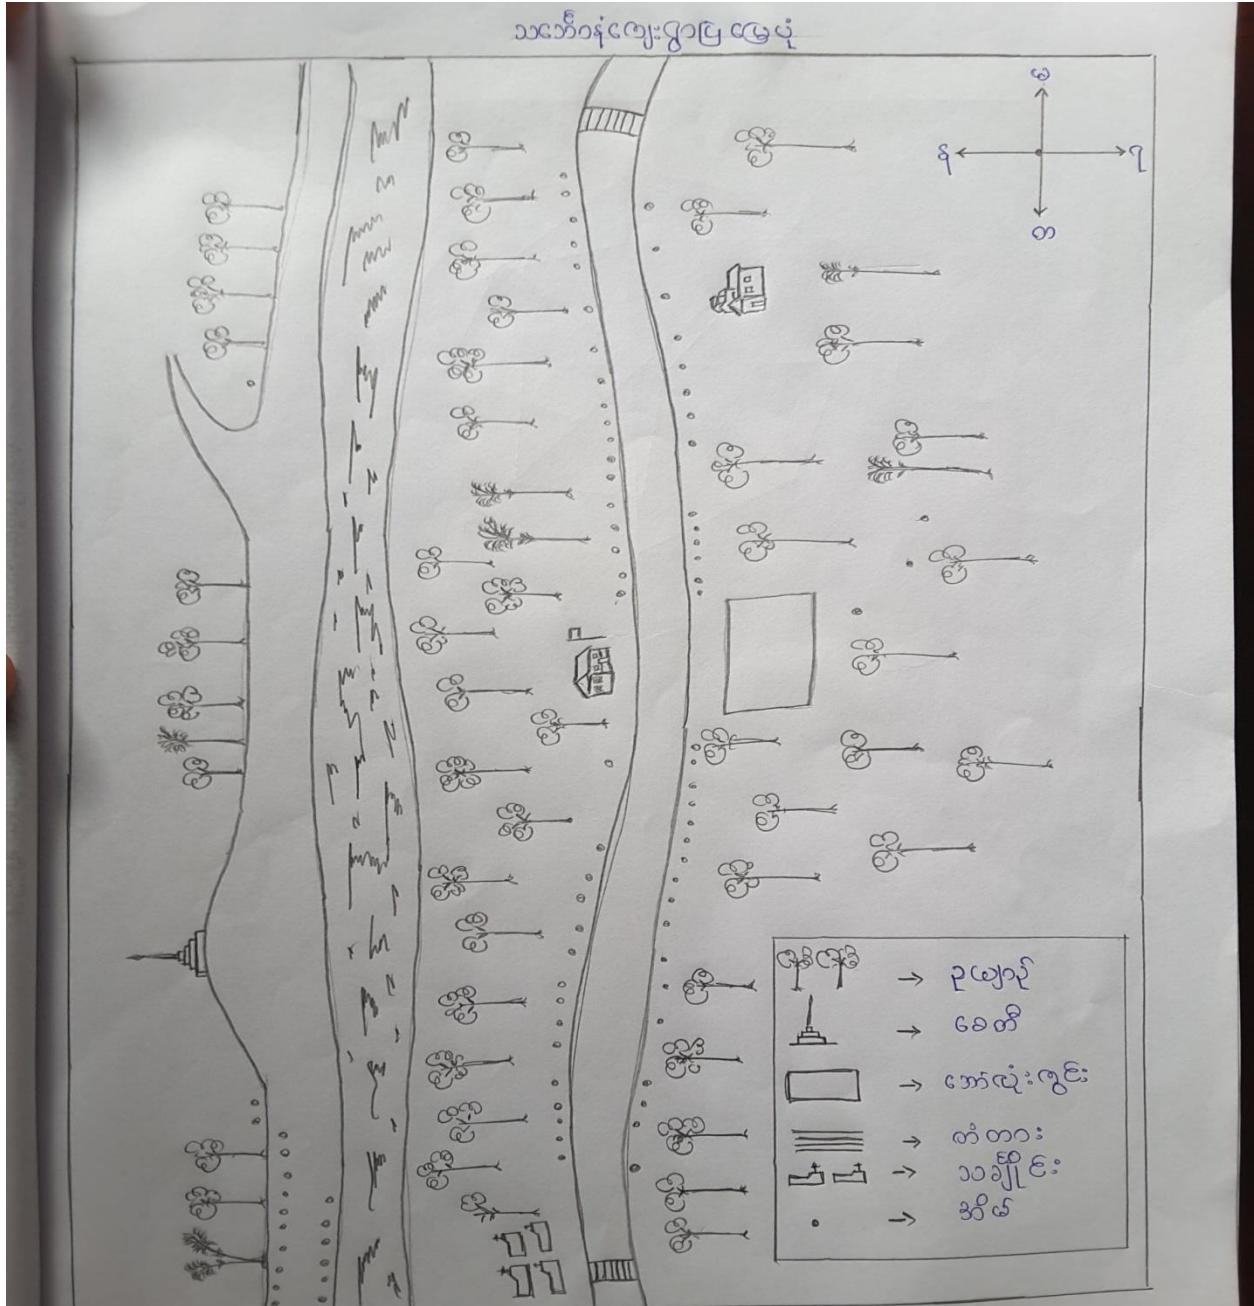 သင်္ဘောနံကျေးရွာပြမြေပုံ
မ
န
ရ
တ
ဥယျာဉ်
စေတီ
ဘောလုံးကွင်း
တံတား
သင်္ချိုင်း
အိမ်